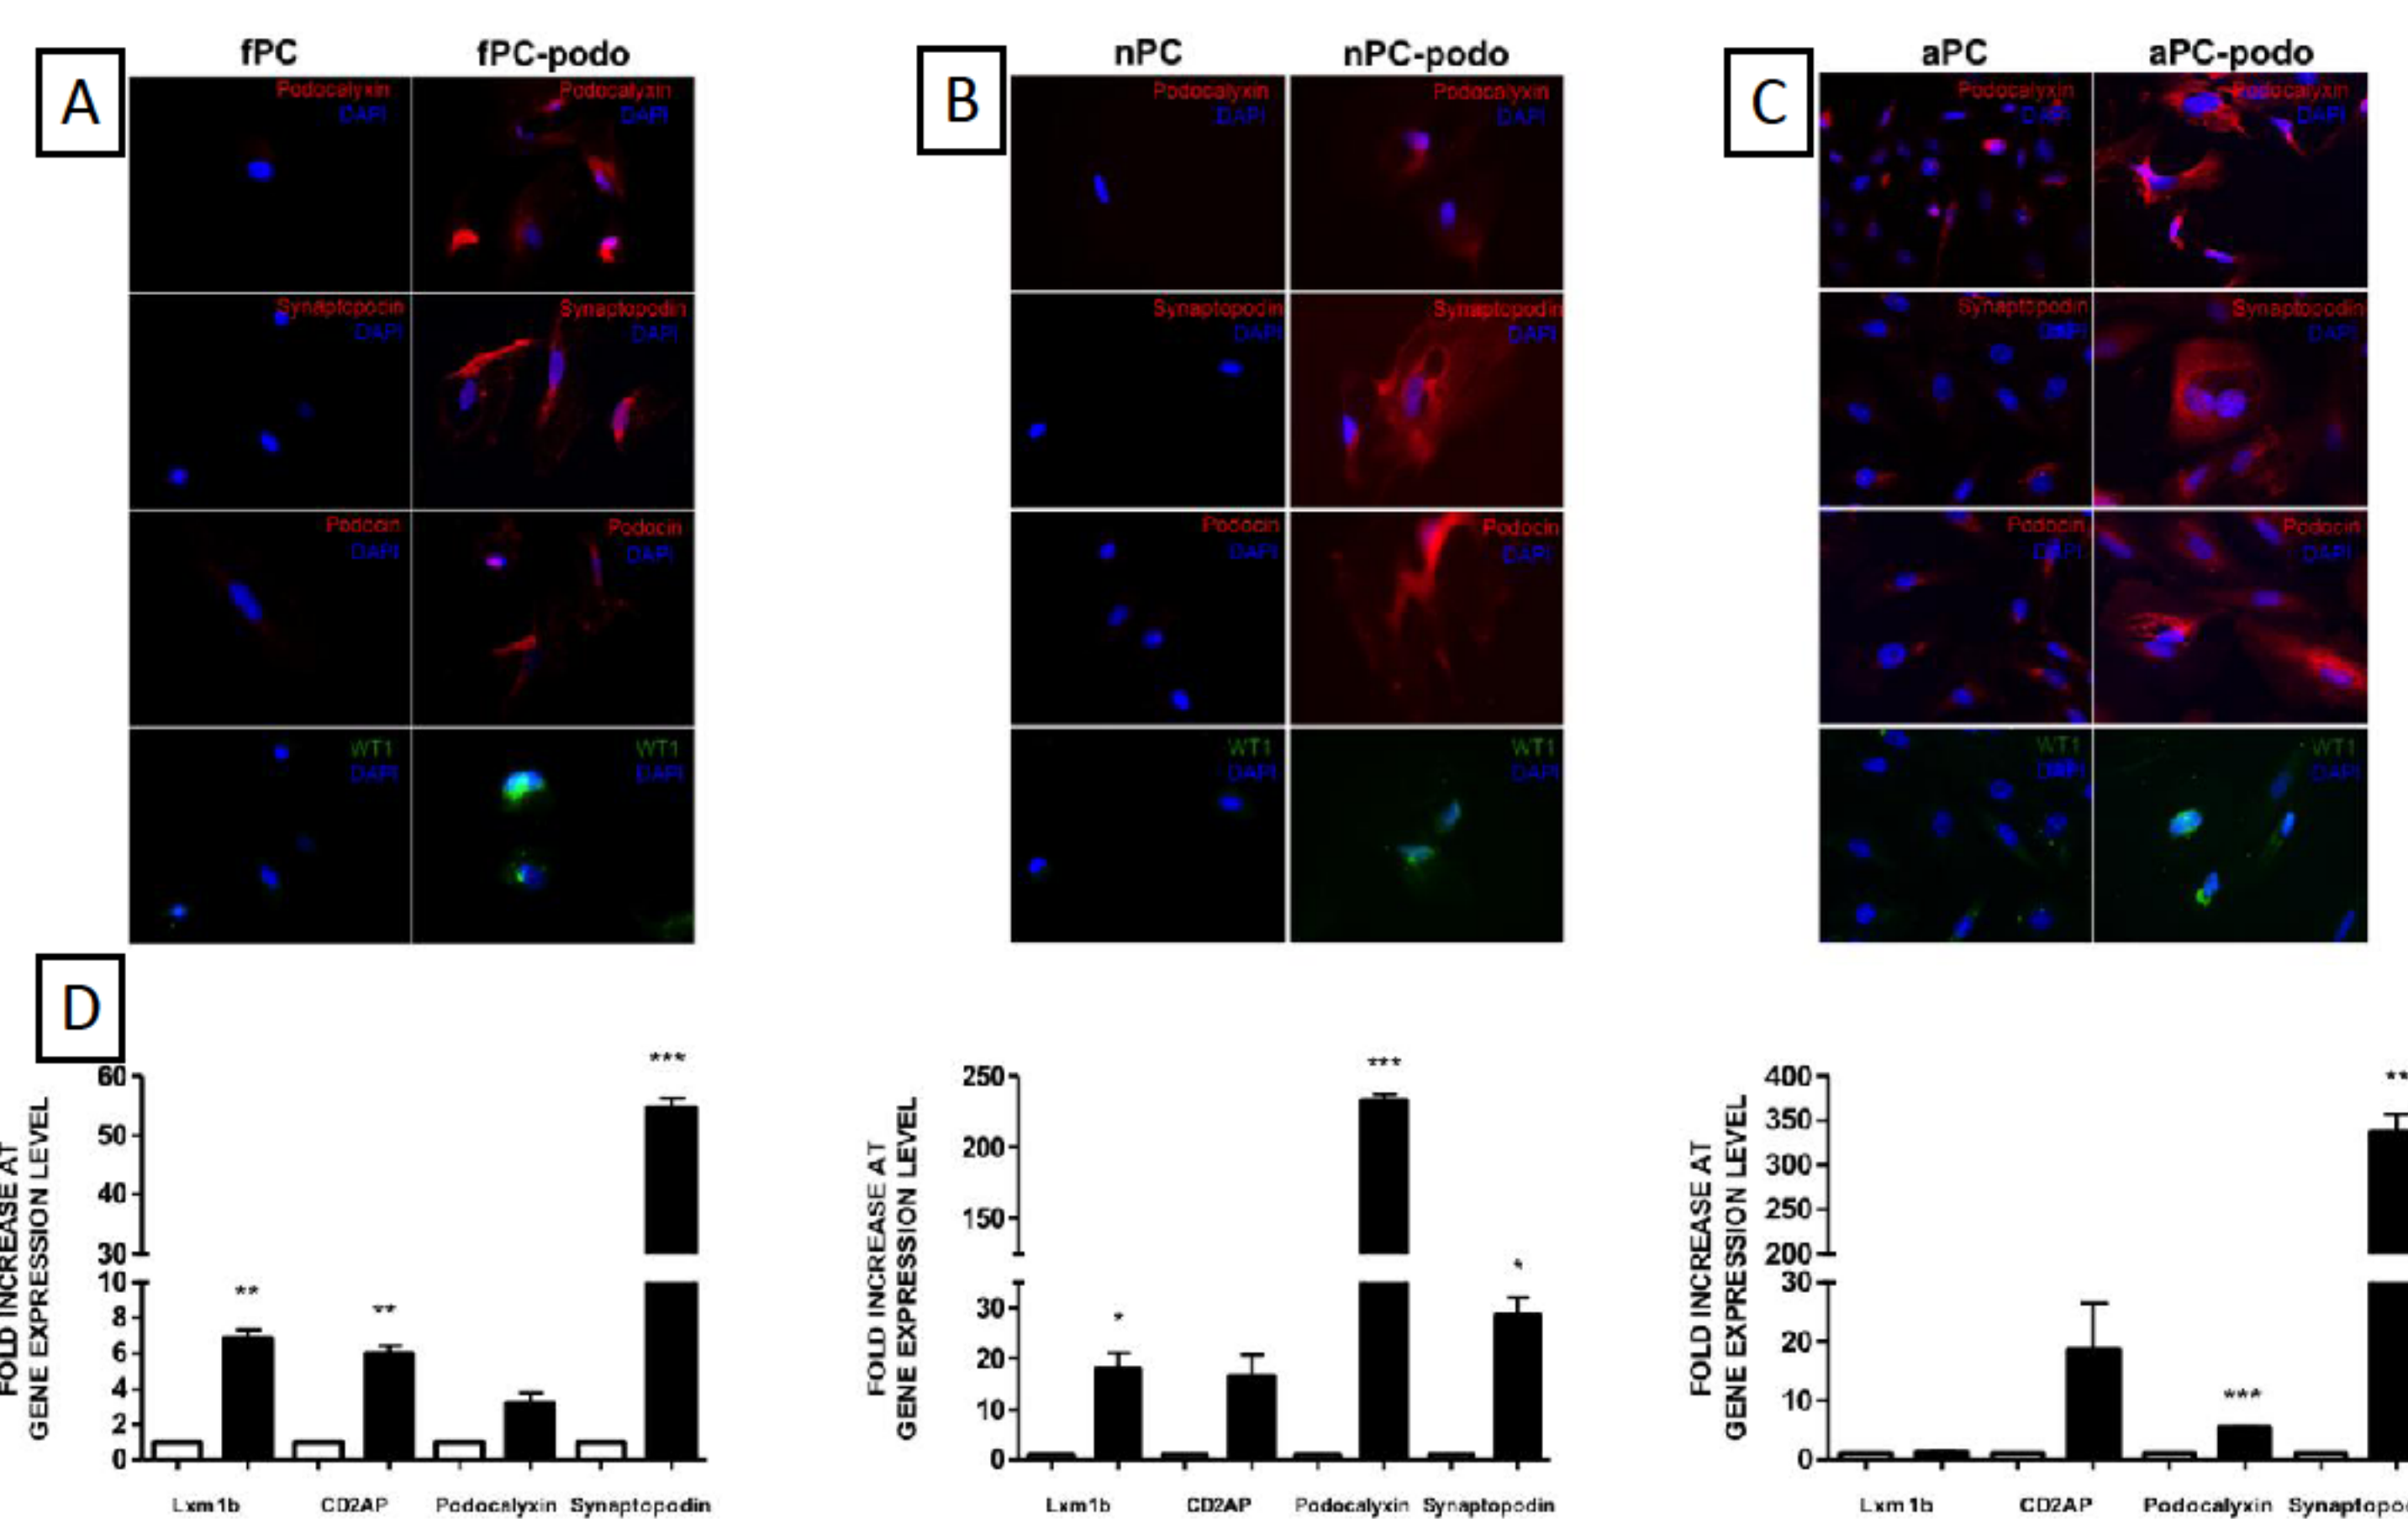 A
fPC
fPC-podo
Podocalyxin
DAPI
Podocalyxin
DAPI
Synaptopodin
DAPI
Synaptopodin
DAPI
Podocin
DAPI
Podocin
DAPI
WT1
DAPI
WT1
DAPI
B
nPC
nPC-podo
Podocalyxin
DAPI
Podocalyxin
DAPI
Synaptopodin
DAPI
Synaptopodin
DAPI
Podocin
DAPI
Podocin
DAPI
WT1
DAPI
WT1
DAPI
C
aPC
aPC-podo
Podocalyxin
DAPI
Podocalyxin
DAPI
Synaptopodin
DAPI
Synaptopodin
DAPI
Podocin
DAPI
Podocin
DAPI
WT1
DAPI
WT1
DAPI
D
FOLD INCREASE AT
GENE EXPRESSION LEVEL
60
50
40
30
10
8
6
4
2
0
**
**
***
Lxm1b
CD2AP
Podocalyxin
Synaptopodin
FOLD INCREASE AT
GENE EXPRESSION LEVEL
250
200
150
30
20
10
0
*
***
*
Lxm1b
CD2AP
Podocalyxin
Synaptopodin
FOLD INCREASE AT
GENE EXPRESSION LEVEL
400
350
300
250
200
30
20
10
0
***
**
Lxm1b
CD2AP
Podocalyxin
Synaptopo